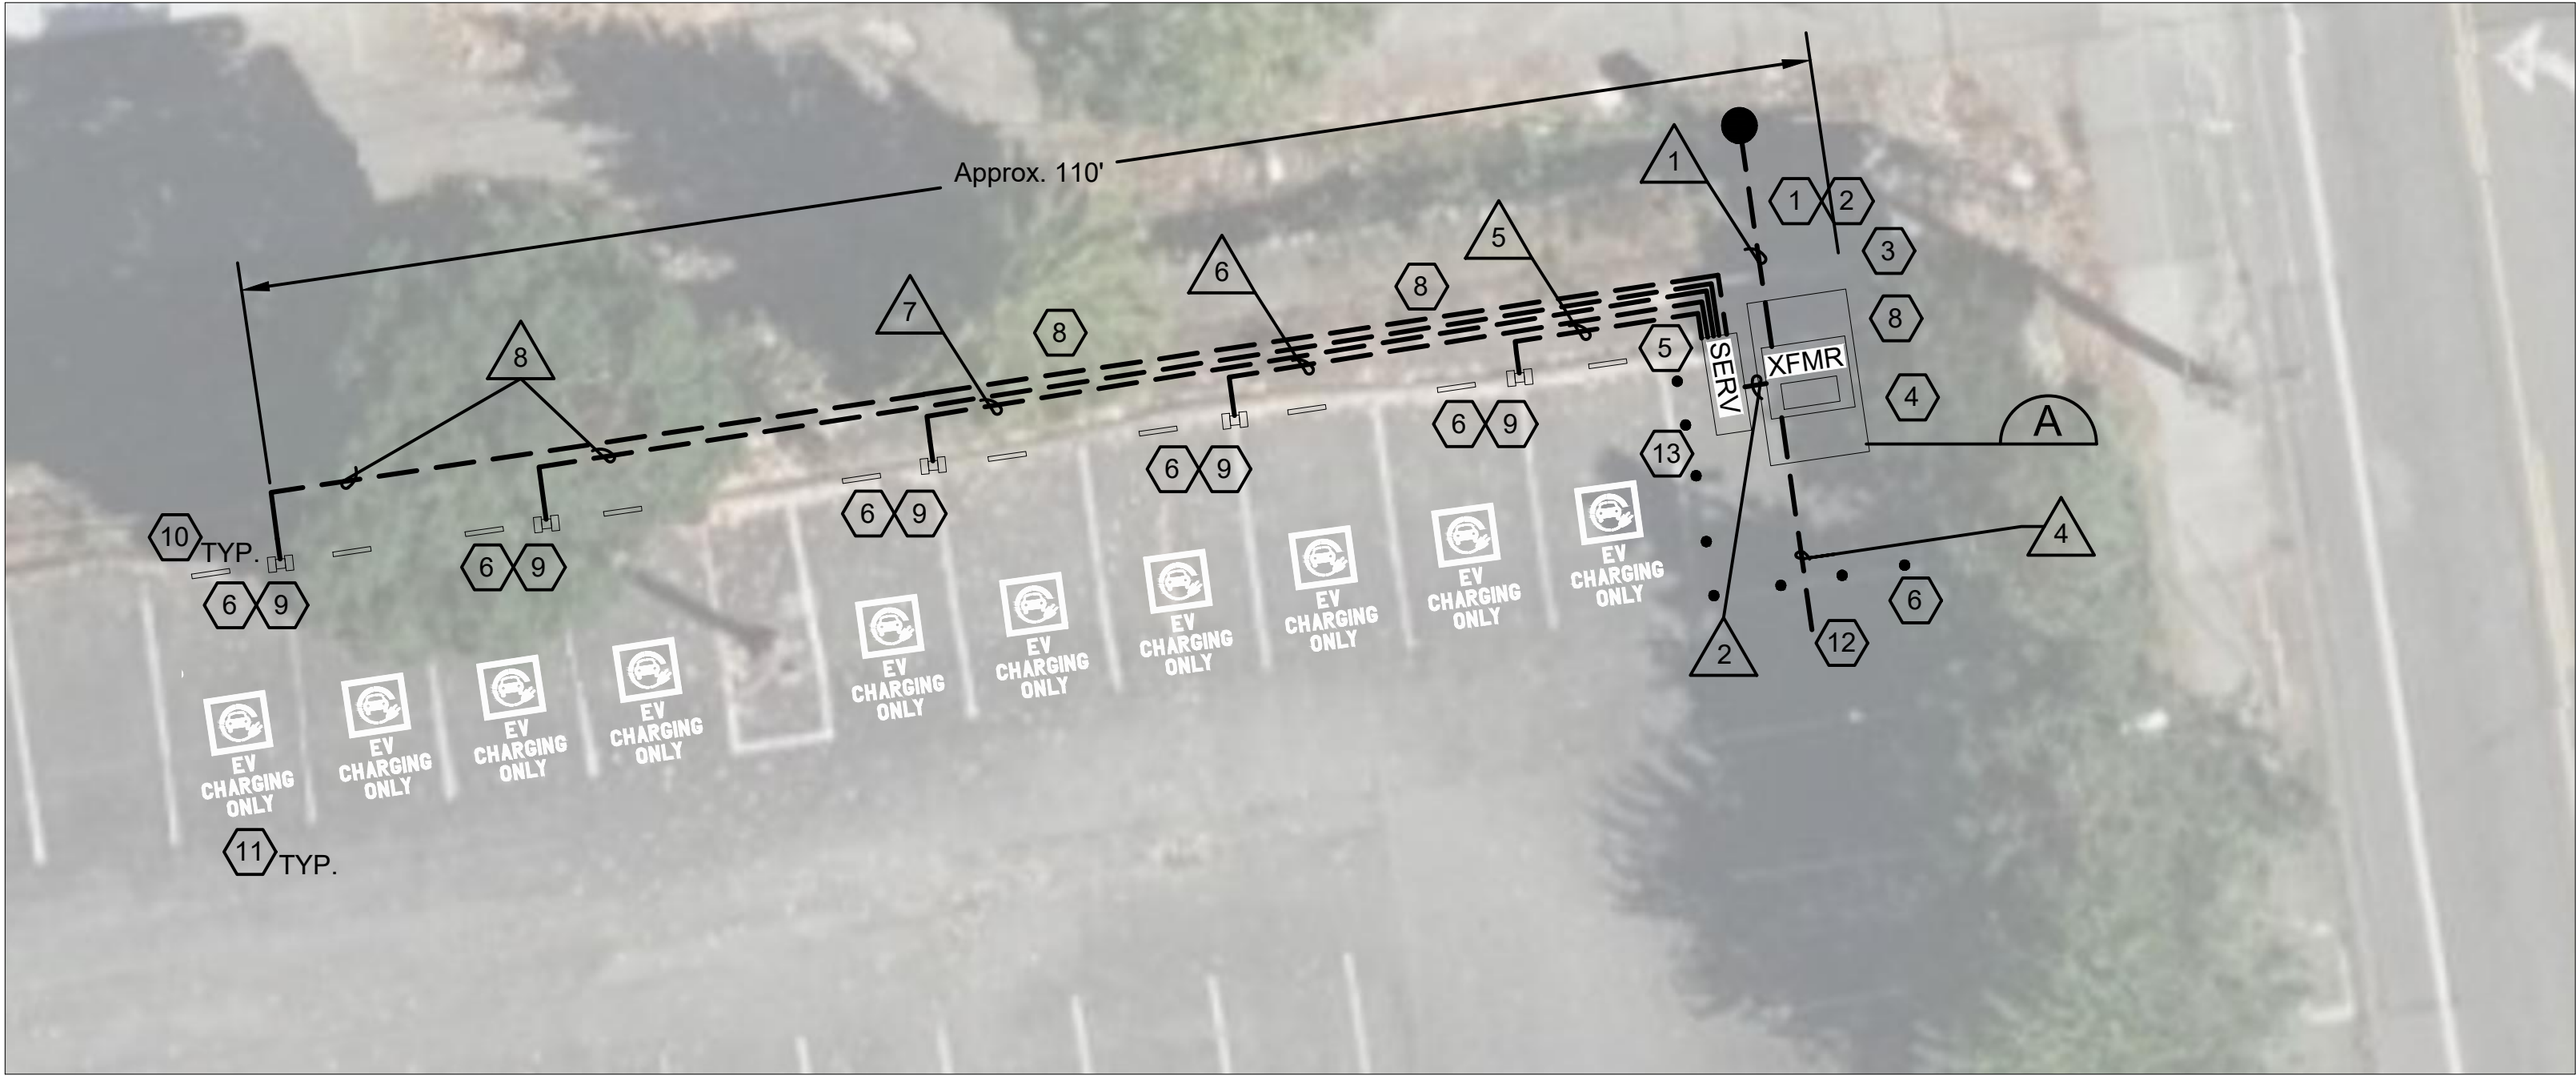 Approx. 110'
1
1 2
3
5
6
8
7
8
8
8
5
SERV
XFMR
4
A
6 9
6 9
6 9
13
4
10 TYP.
6 9
6 9
6
2
12
EV
CHARGING
ONLY
EV
CHARGING
ONLY
EV
CHARGING
ONLY
EV
CHARGING
ONLY
EV
CHARGING
ONLY
EV
CHARGING
ONLY
EV
CHARGING
ONLY
EV
CHARGING
ONLY
EV
CHARGING
ONLY
EV
CHARGING
ONLY
11 TYP.